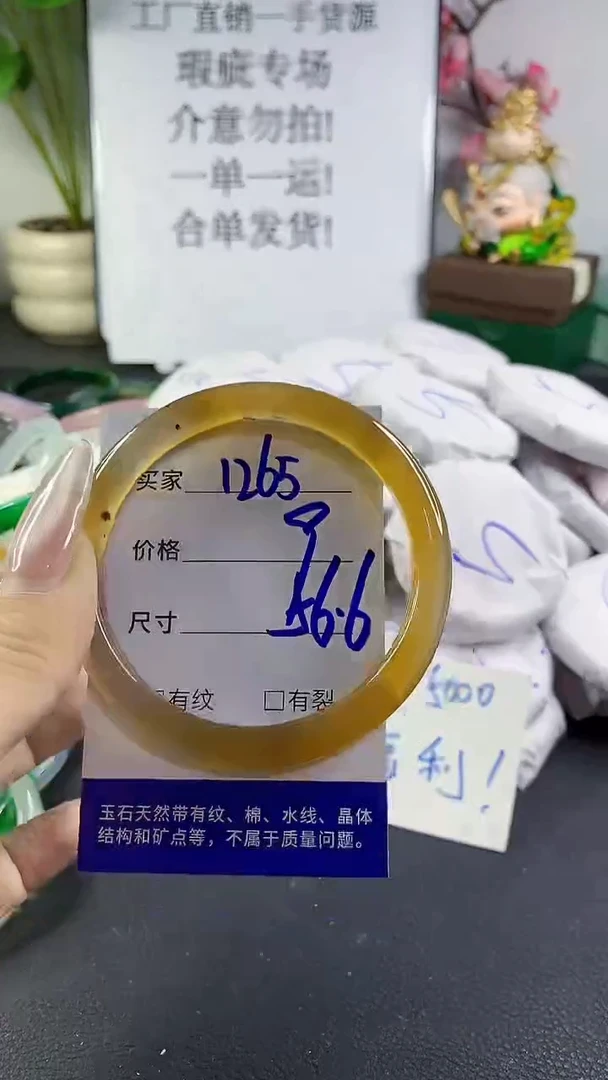 工厂直销一手货源
瑕疵专场
介意勿拍!
一单一运!
合单发货!
买家 1265
价格
尺寸 56.6
有纹 □有裂
5000
利!
玉石天然带有纹、棉、水线、晶体
结构和矿点等，不属于质量问题。